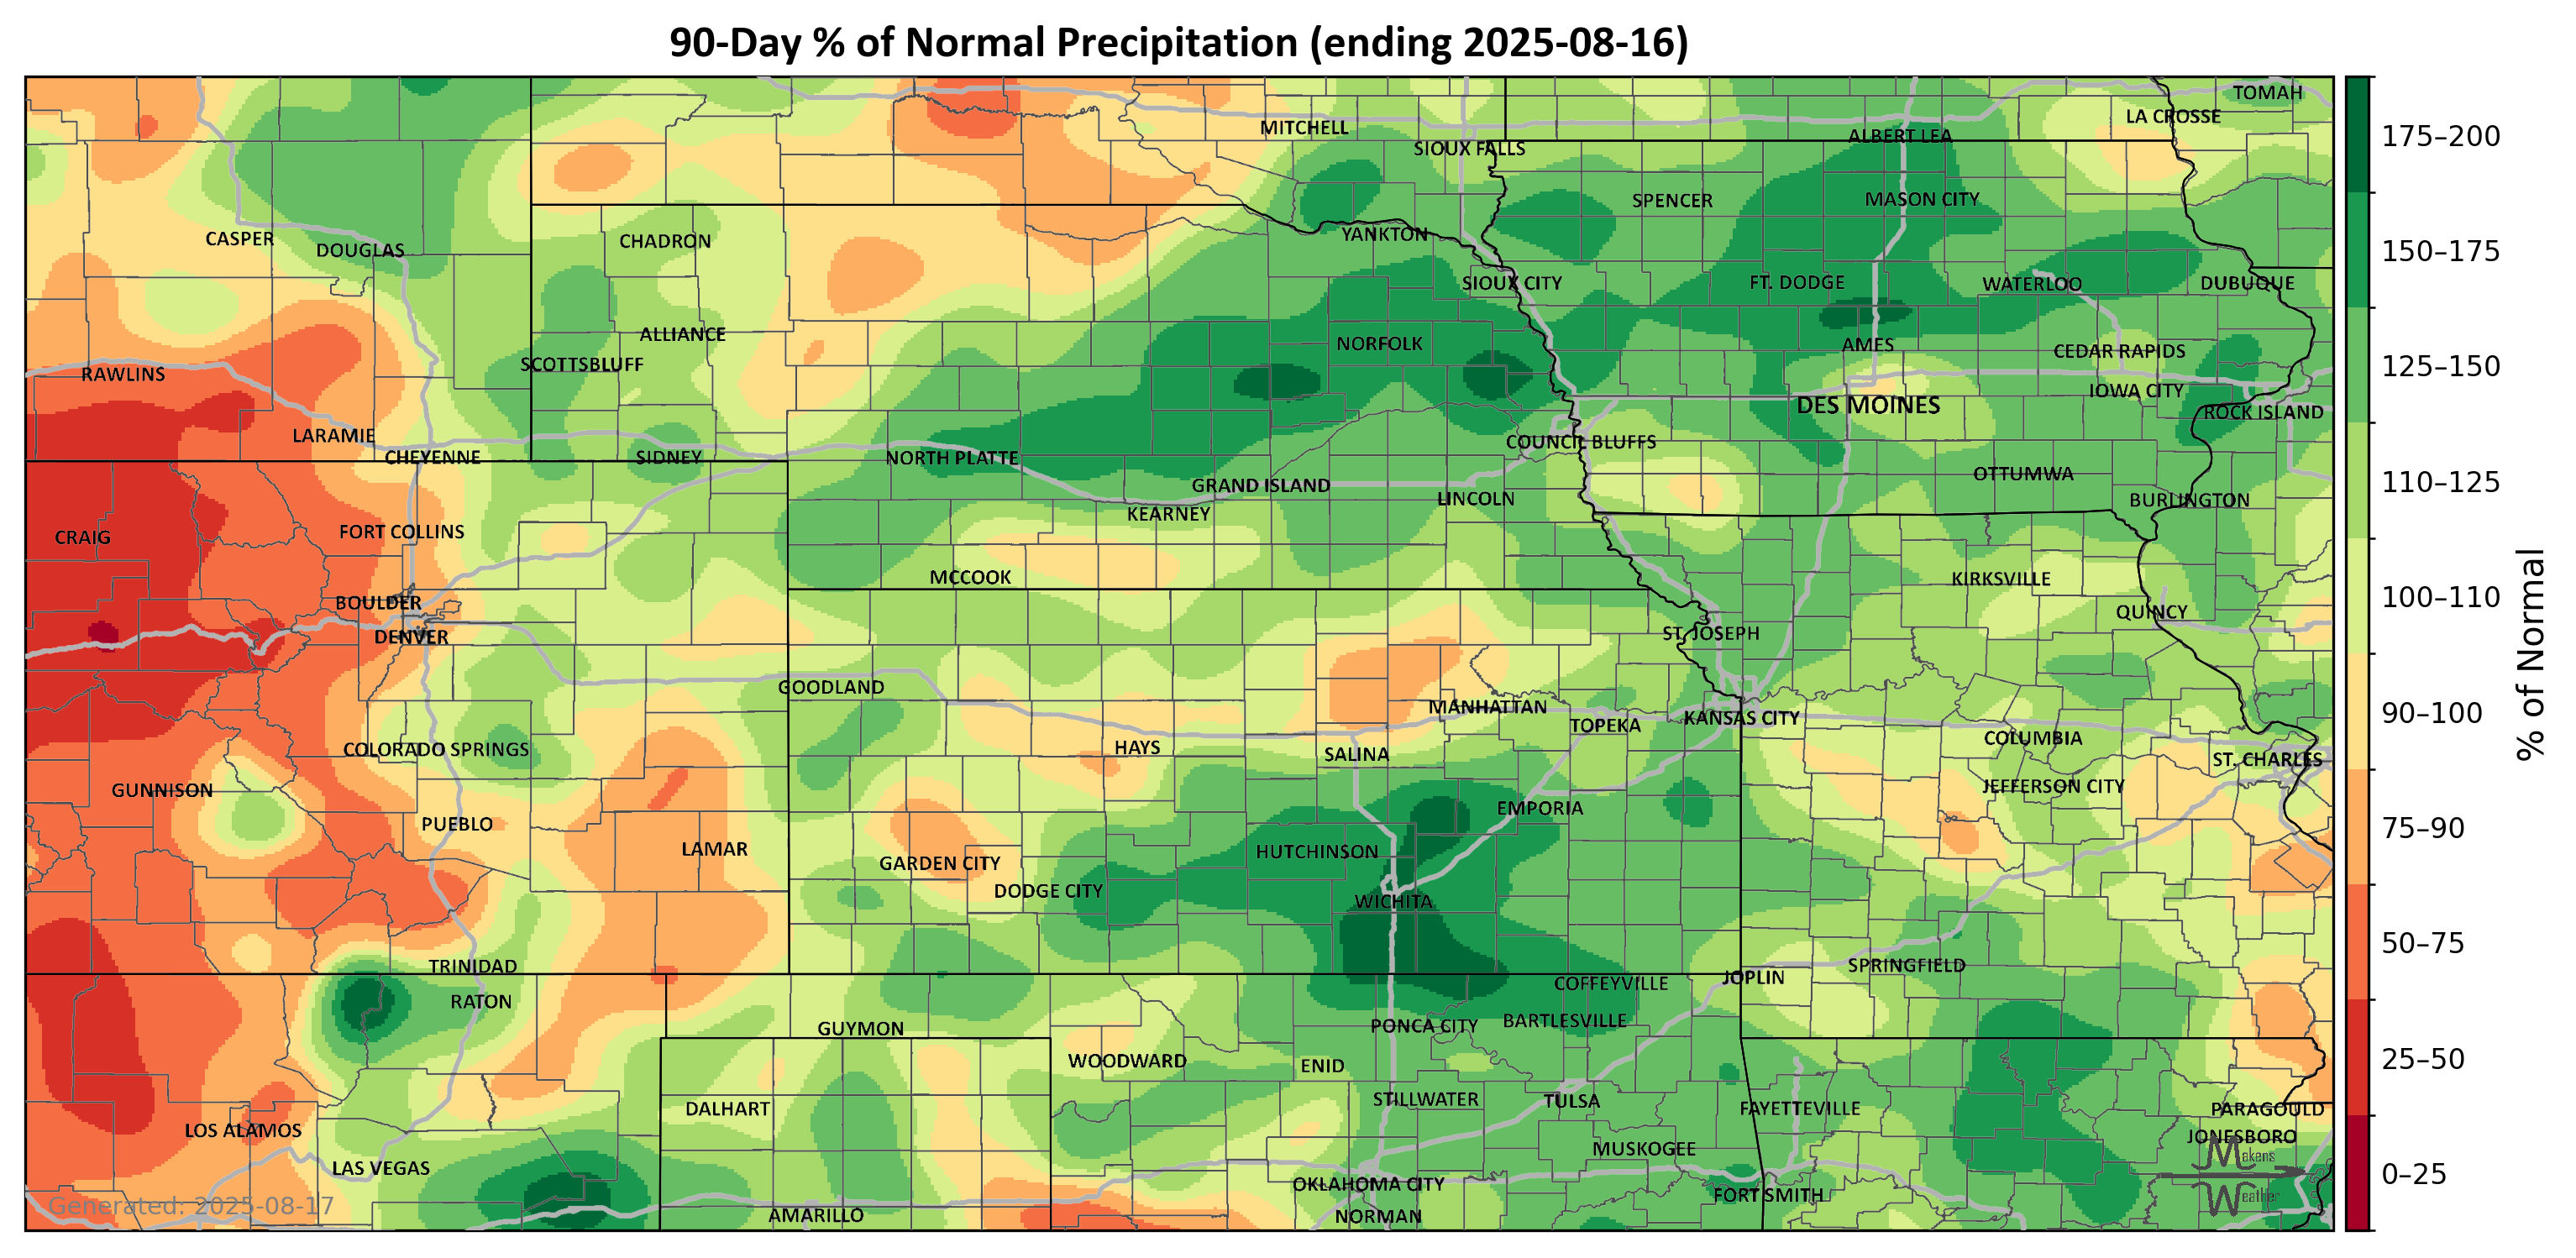 90-Day % of Normal Precipitation (ending 2025-08-16)
TOMAH
LA CROSSE
MITCHELL
ALBERT LEA
SIOUX FALLS
SPENCER
MASON CITY
CASPER
CHADRON
YANKTON
DOUGLAS
SIOUX CITY
FT. DODGE
WATERLOO
DUBUQUE
ALLIANCE
NORFOLK
AMES
CEDAR RAPIDS
SCOTTSBLUFF
RAWLINS
IOWA CITY
DES MOINES
ROCK ISLAND
LARAMIE
COUNCIL BLUFFS
CHEYENNE
SIDNEY
NORTH PLATTE
OTTUMWA
GRAND ISLAND
LINCOLN
BURLINGTON
KEARNEY
CRAIG
FORT COLLINS
MCCOOK
KIRKSVILLE
BOULDER
QUINCY
DENVER
ST. JOSEPH
GOODLAND
MANHATTAN
KANSAS CITY
TOPEKA
COLUMBIA
COLORADO SPRINGS
HAYS
SALINA
ST. CHARLES
GUNNISON
JEFFERSON CITY
EMPORIA
PUEBLO
LAMAR
HUTCHINSON
GARDEN CITY
DODGE CITY
WICHITA
TRINIDAD
SPRINGFIELD
JOPLIN
COFFEYVILLE
RATON
GUYMON
PONCA CITY
BARTLESVILLE
WOODWARD
ENID
DALHART
STILLWATER
TULSA
FAYETTEVILLE
PARAGOULD
LOS ALAMOS
JONESBORO
MUSKOGEE
Makens
LAS VEGAS
OKLAHOMA CITY
FORT SMITH
Weather
Generated: 2025-08-17
AMARILLO
NORMAN
175–200
150–175
125–150
110–125
100–110
90–100
75–90
50–75
25–50
0–25
% of Normal